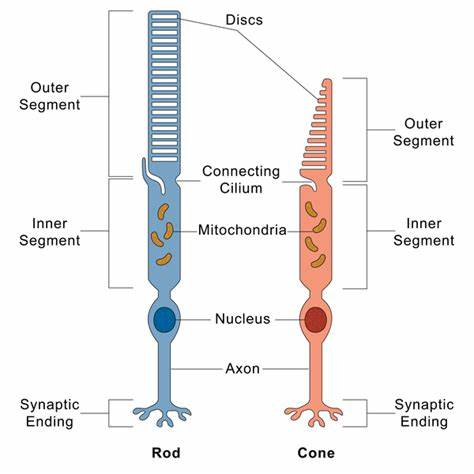 Discs
Outer
Segment
Outer
Segment
Connecting
Cilium
Inner
Segment
Mitochondria
Inner
Segment
Nucleus
Axon
Synaptic
Ending
Synaptic
Ending
Rod
Cone